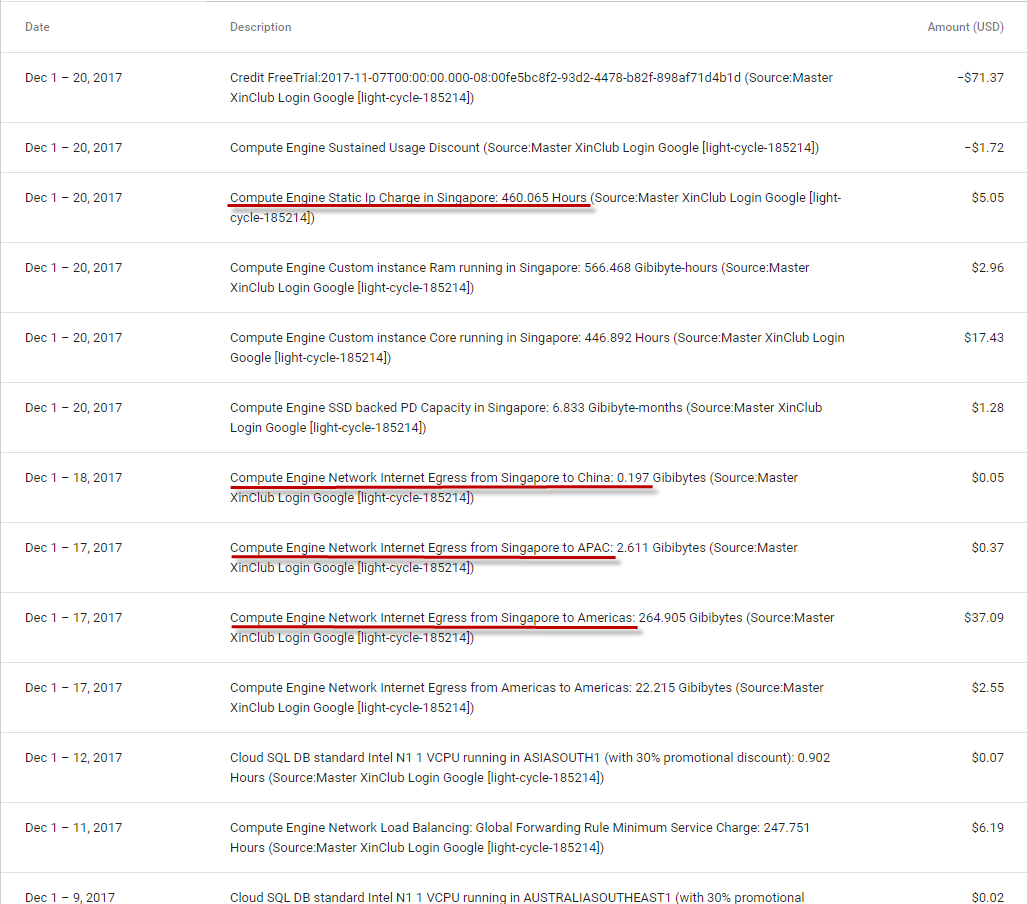 Date Description Amount (USD)
Dec 1 – 20, 2017 Credit FreeTrial:2017-11-07T00:00:00.000-08:00fe5bc8f2-93d2-4478-b82f-898af71d4b1d (Source:Master −$71.37
XinClub Login Google [light-cycle-185214])
Dec 1 – 20, 2017 Compute Engine Sustained Usage Discount (Source:Master XinClub Login Google [light-cycle-185214]) −$1.72
Dec 1 – 20, 2017 Compute Engine Static Ip Charge in Singapore: 460.065 Hours (Source:Master XinClub Login Google [light- $5.05
cycle-185214])
Dec 1 – 20, 2017 Compute Engine Custom instance Ram running in Singapore: 566.468 Gibibyte-hours (Source:Master $2.96
XinClub Login Google [light-cycle-185214])
Dec 1 – 20, 2017 Compute Engine Custom instance Core running in Singapore: 446.892 Hours (Source:Master XinClub Login $17.43
Google [light-cycle-185214])
Dec 1 – 20, 2017 Compute Engine SSD backed PD Capacity in Singapore: 6.833 Gibibyte-months (Source:Master XinClub $1.28
Login Google [light-cycle-185214])
Dec 1 – 18, 2017 Compute Engine Network Internet Egress from Singapore to China: 0.197 Gibibytes (Source:Master $0.05
XinClub Login Google [light-cycle-185214])
Dec 1 – 17, 2017 Compute Engine Network Internet Egress from Singapore to APAC: 2.611 Gibibytes (Source:Master $0.37
XinClub Login Google [light-cycle-185214])
Dec 1 – 17, 2017 Compute Engine Network Internet Egress from Singapore to Americas: 264.905 Gibibytes (Source:Master $37.09
XinClub Login Google [light-cycle-185214])
Dec 1 – 17, 2017 Compute Engine Network Internet Egress from Americas to Americas: 22.215 Gibibytes (Source:Master $2.55
XinClub Login Google [light-cycle-185214])
Dec 1 – 12, 2017 Cloud SQL DB standard Intel N1 1 VCPU running in ASIASOUTH1 (with 30% promotional discount): 0.902 $0.07
Hours (Source:Master XinClub Login Google [light-cycle-185214])
Dec 1 – 11, 2017 Compute Engine Network Load Balancing: Global Forwarding Rule Minimum Service Charge: 247.751 $6.19
Hours (Source:Master XinClub Login Google [light-cycle-185214])
Dec 1 – 9, 2017 Cloud SQL DB standard Intel N1 1 VCPU running in AUSTRALIASOUTHEAST1 (with 30% promotional $0.02